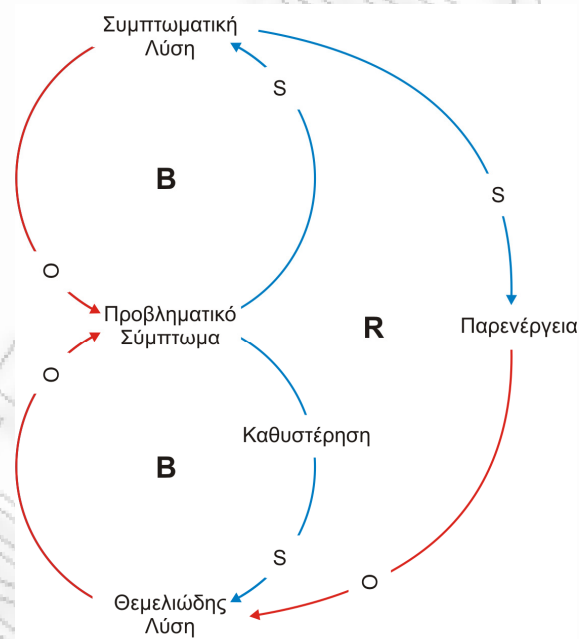 Συμπτωματική
Λύση
S
B
S
O
Προβληματικό
Σύμπτωμα
R
Παρενέργεια
O
Καθυστέρηση
B
S
O
Θεμελιώδης
Λύση